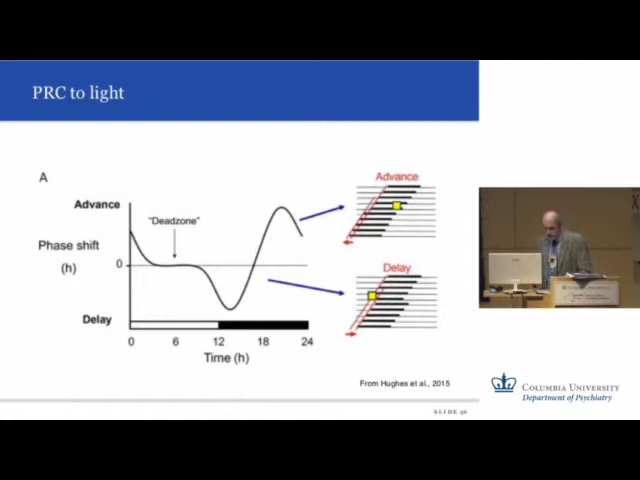 PRC to light
A
Advance
Phase shift
(h)
0
Delay
"Deadzone"
0 6 12 18 24
Time (h)
Advance
Delay
From Hughes et al., 2015
SLIDE 36
COLUMBIA UNIVERSITY
Department of Psychiatry